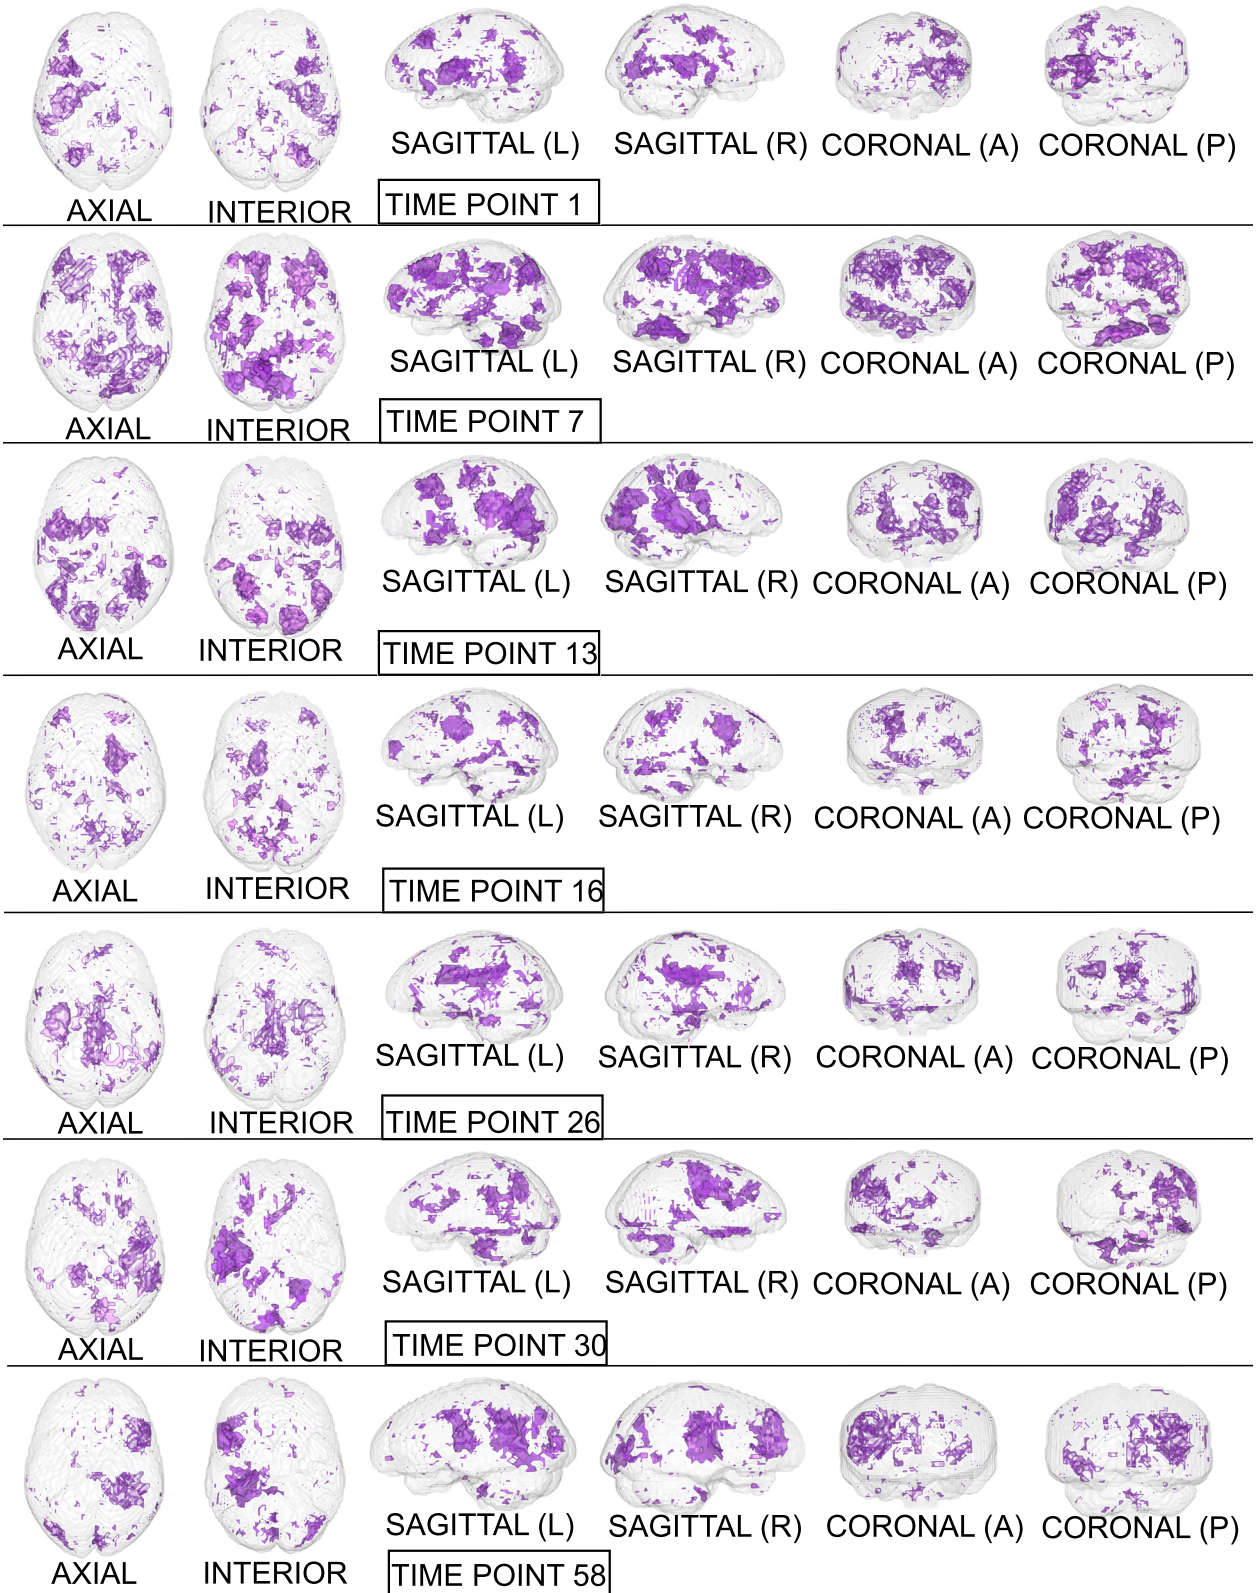 SAGITTAL (L) SAGITTAL (R) CORONAL (A) CORONAL (P)
AXIAL INTERIOR TIME POINT 1
SAGITTAL (L) SAGITTAL (R) CORONAL (A) CORONAL (P)
AXIAL INTERIOR TIME POINT 7
SAGITTAL (L) SAGITTAL (R) CORONAL (A) CORONAL (P)
AXIAL INTERIOR TIME POINT 13
SAGITTAL (L) SAGITTAL (R) CORONAL (A) CORONAL (P)
AXIAL INTERIOR TIME POINT 16
SAGITTAL (L) SAGITTAL (R) CORONAL (A) CORONAL (P)
AXIAL INTERIOR TIME POINT 26
SAGITTAL (L) SAGITTAL (R) CORONAL (A) CORONAL (P)
AXIAL INTERIOR TIME POINT 30
SAGITTAL (L) SAGITTAL (R) CORONAL (A) CORONAL (P)
AXIAL INTERIOR TIME POINT 58